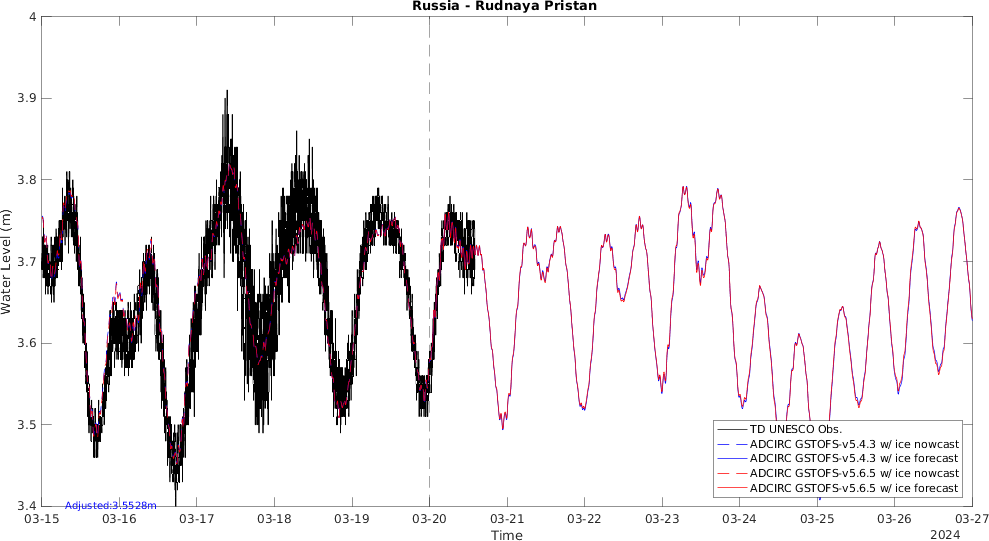 Russia - Rudnaya Pristan
4
3.9
3.8
3.7
3.6
3.5
3.4
Water Level (m)
Adjusted:3.5528m
TD UNESCO Obs.
ADCIRC GSTOFS-v5.4.3 w/ ice nowcast
ADCIRC GSTOFS-v5.4.3 w/ ice forecast
ADCIRC GSTOFS-v5.6.5 w/ ice nowcast
ADCIRC GSTOFS-v5.6.5 w/ ice forecast
03-15 03-16 03-17 03-18 03-19 03-20 03-21 03-22 03-23 03-24 03-25 03-26 03-27
Time
2024